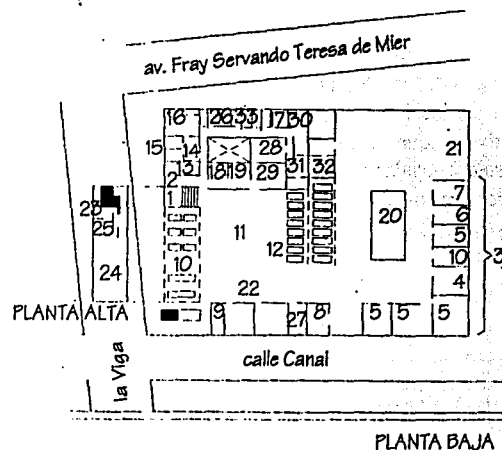 av. Fray Servando Teresa de Mier
16 26 33 17 30
15 14 28 21
13 18 19 29 31 32
2 7
23 1 20 6
25 11 5
10 12 10 3
24 22 4
PLANTA ALTA 9 27 8 5 5 5
la Viga
calle Canal
PLANTA BAJA